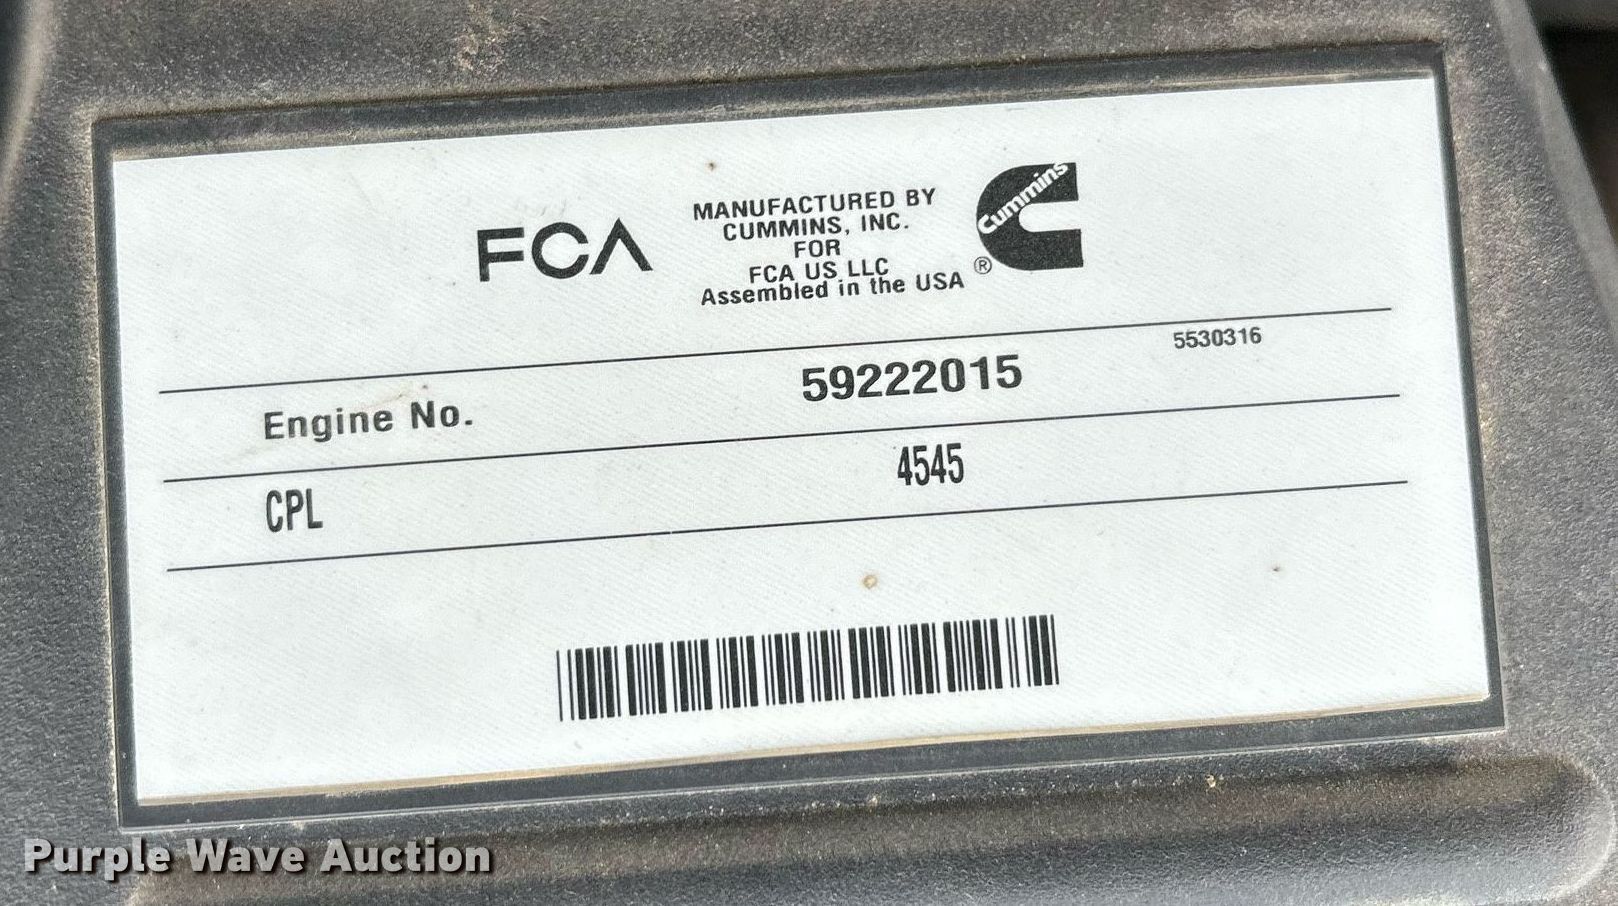 FCA
MANUFACTURED BY
CUMMINS, INC.
FOR
FCA US LLC
Assembled in the USA
Cummins
®
5530316
Engine No. 59222015
CPL 4545
Purple Wave Auction